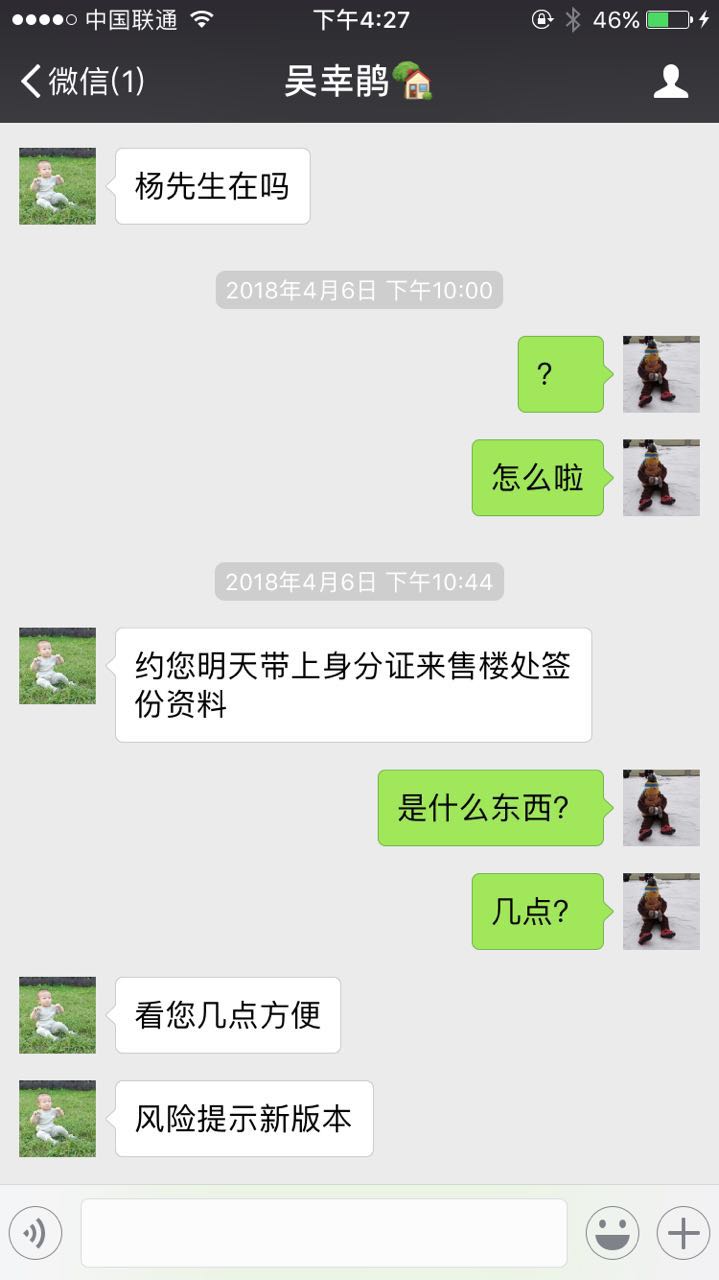 中国联通 下午4:27 46%
微信(1) 吴幸鹃
杨先生在吗
2018年4月6日 下午10:00
?
怎么啦
2018年4月6日 下午10:44
约您明天带上身分证来售楼处签
份资料
是什么东西?
几点?
看您几点方便
风险提示新版本